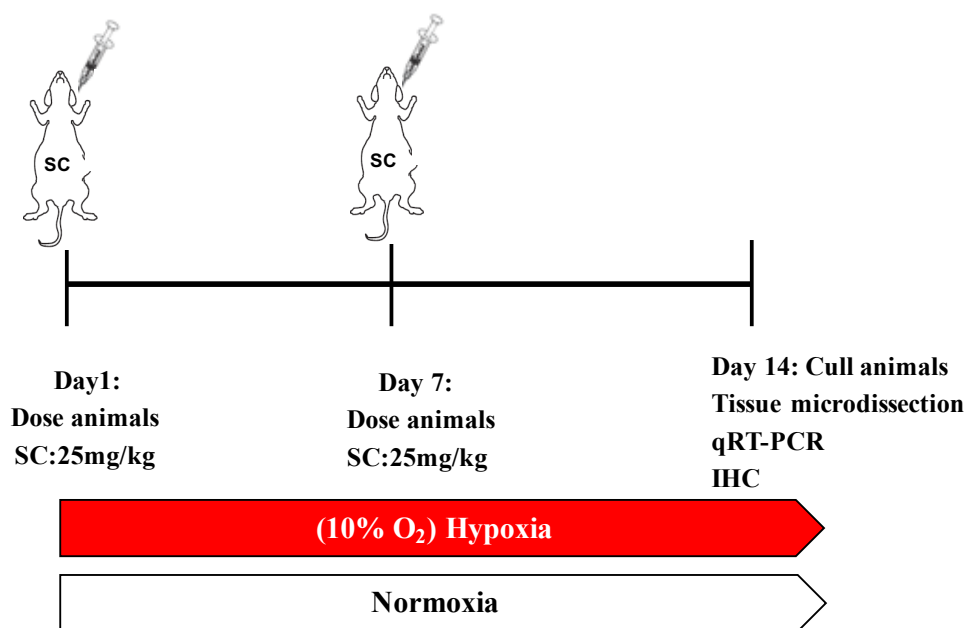 SC
SC
Day1:
Dose animals
SC:25mg/kg
Day 7:
Dose animals
SC:25mg/kg
Day 14: Cull animals
Tissue microdissection
qRT-PCR
IHC
(10% O₂) Hypoxia
Normoxia